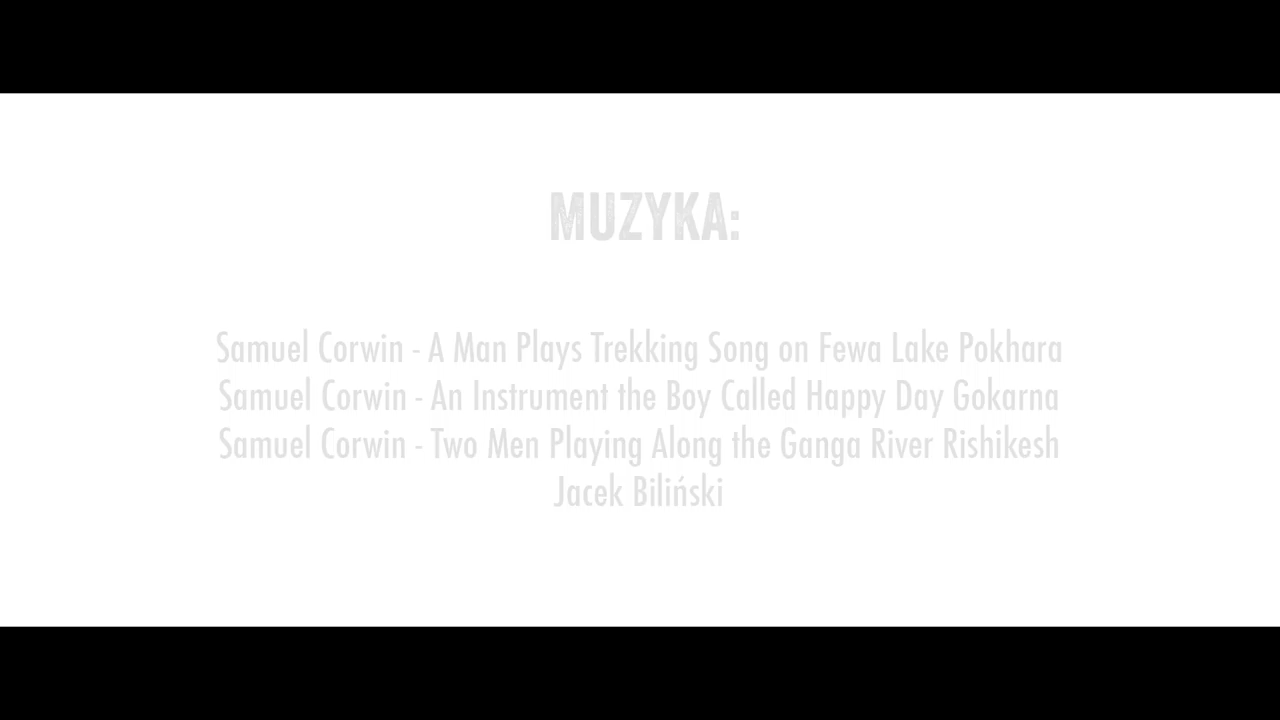 MUZYKA:
Samuel Corwin - A Man Plays Trekking Song on Fewa Lake Pokhara
Samuel Corwin - An Instrument the Boy Called Happy Day Gokarna
Samuel Corwin - Two Men Playing Along the Ganga River Rishikesh
Jacek Biliński